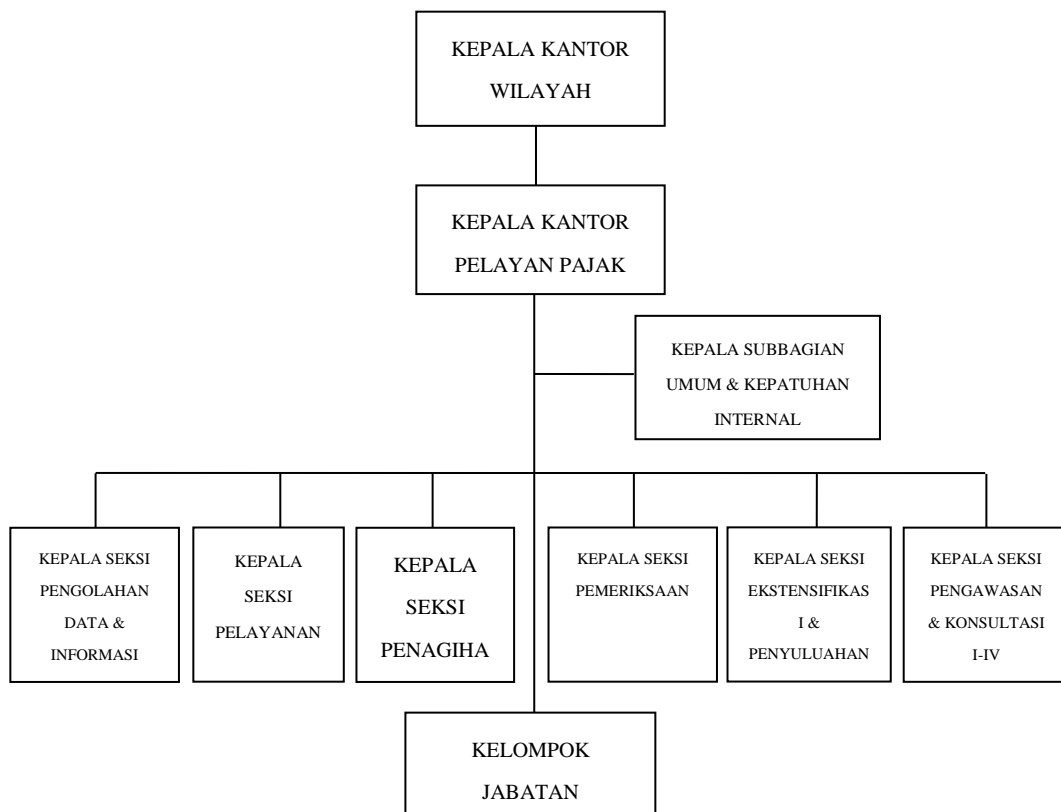 KEPALA KANTOR
WILAYAH
KEPALA KANTOR
PELAYAN PAJAK
KEPALA SUBBAGIAN
UMUM & KEPATUHAN
INTERNAL
KEPALA SEKSI
PENGOLAHAN
DATA &
INFORMASI
KEPALA
SEKSI
PELAYANAN
KEPALA
SEKSI
PENAGIHA
KEPALA SEKSI
PEMERIKSAAN
KEPALA SEKSI
EKSTENSIFIKAS
I &
PENYULUAHAN
KEPALA SEKSI
PENGAWASAN
& KONSULTASI
I-IV
KELOMPOK
JABATAN